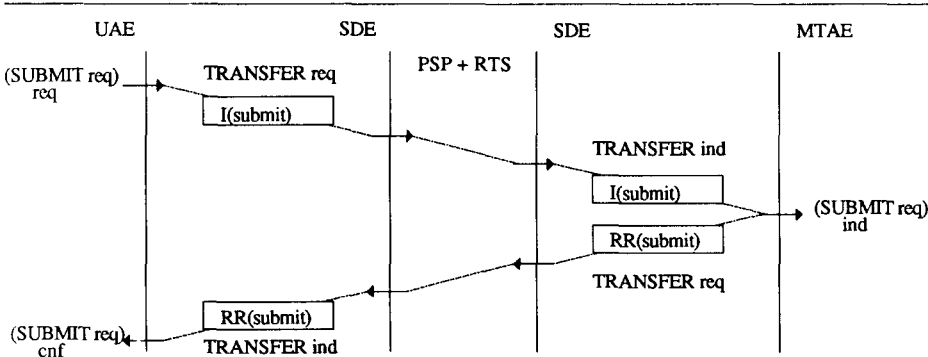 UAE SDE SDE MTAE
PSP + RTS
(SUBMIT req)
req
TRANSFER req
I(submit)
TRANSFER ind
I(submit)
(SUBMIT req)
ind
RR(submit)
TRANSFER req
RR(submit)
(SUBMIT req)
cnf
TRANSFER ind